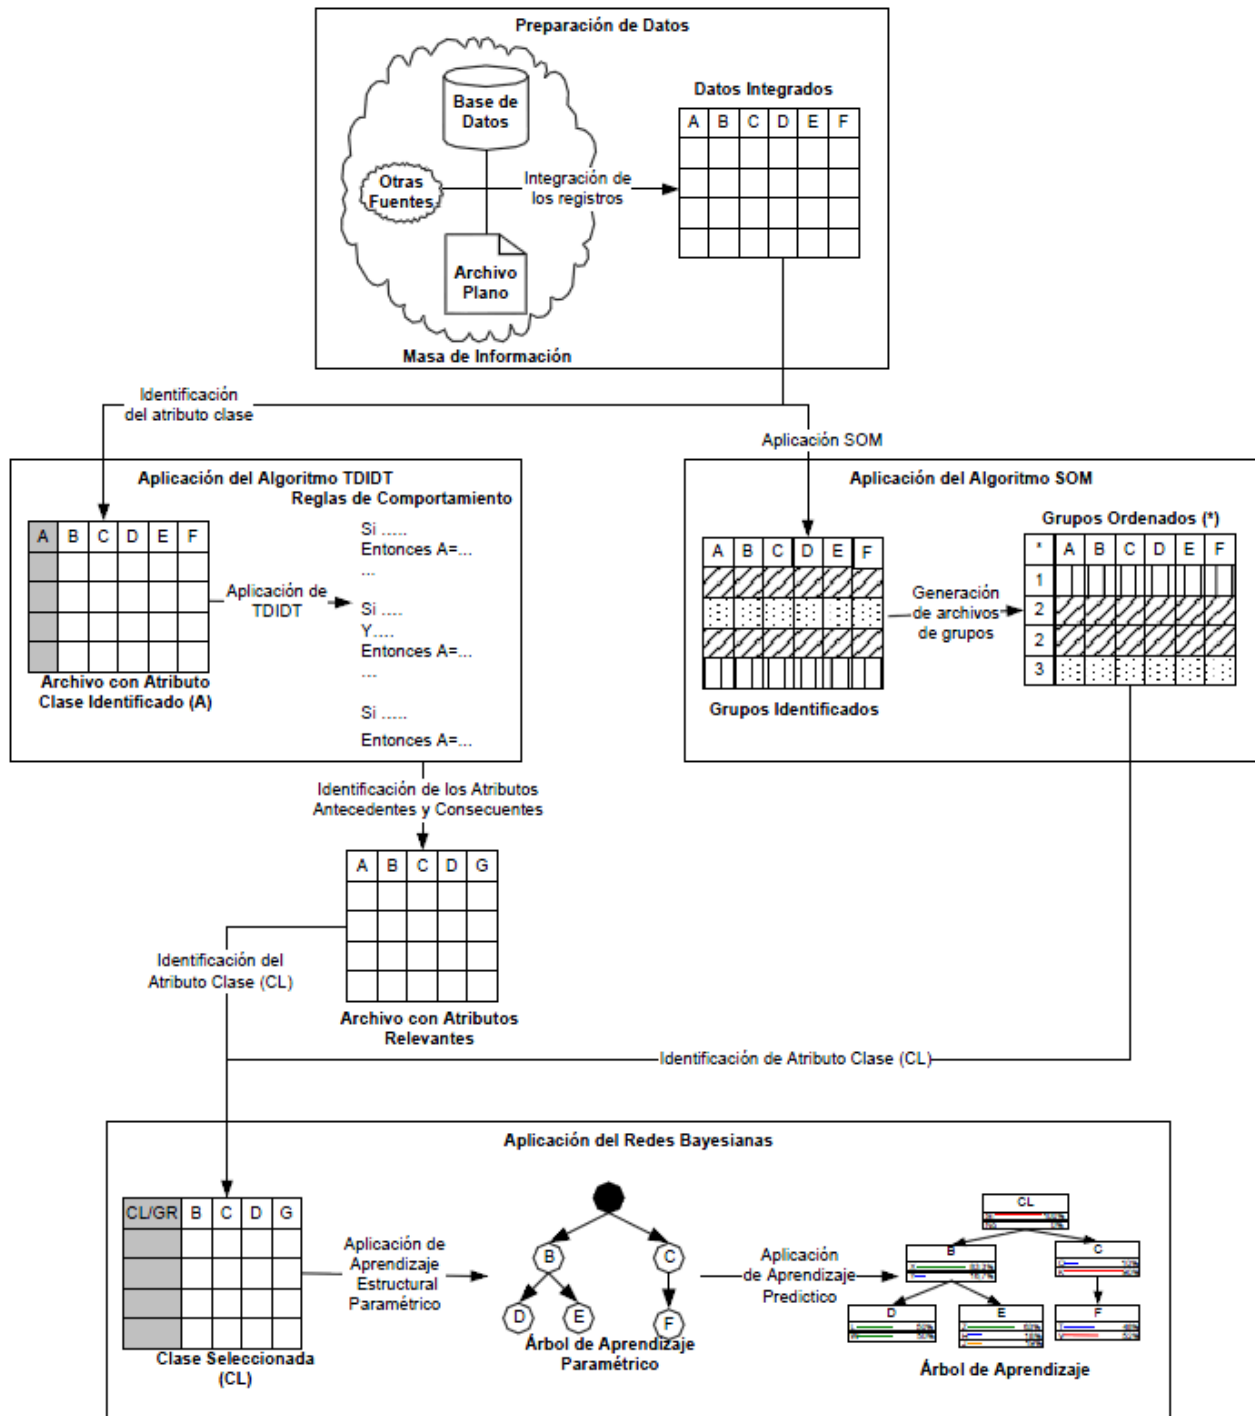 Preparación de Datos
Base de
Datos
Otras
Fuentes
Archivo
Plano
Masa de Información
Integración de
los registros
Datos Integrados
A B C D E F
Identificación
del atributo clase
Aplicación SOM
Aplicación del Algoritmo TDIDT
Reglas de Comportamiento
A B C D E F
Aplicación de
TDIDT
Archivo con Atributo
Clase Identificado (A)
Si .....
Entonces A=...
...
Si ....
Y....
Entonces A=...
...
Si .....
Entonces A=...
Aplicación del Algoritmo SOM
A B C D E F
Grupos Identificados
Generación
de archivos
de grupos
Grupos Ordenados (*)
* A B C D E F
1
2
2
3
Identificación de los Atributos
Antecedentes y Consecuentes
A B C D G
Archivo con Atributos
Relevantes
Identificación del
Atributo Clase (CL)
Identificación de Atributo Clase (CL)
Aplicación del Redes Bayesianas
CL/GR B C D G
Clase Seleccionada
(CL)
Aplicación de
Aprendizaje
Estructural
Paramétrico
B C
D E F
Árbol de Aprendizaje
Paramétrico
Aplicación
de Aprendizaje
Predictico
CL
B C
D E F
Árbol de Aprendizaje